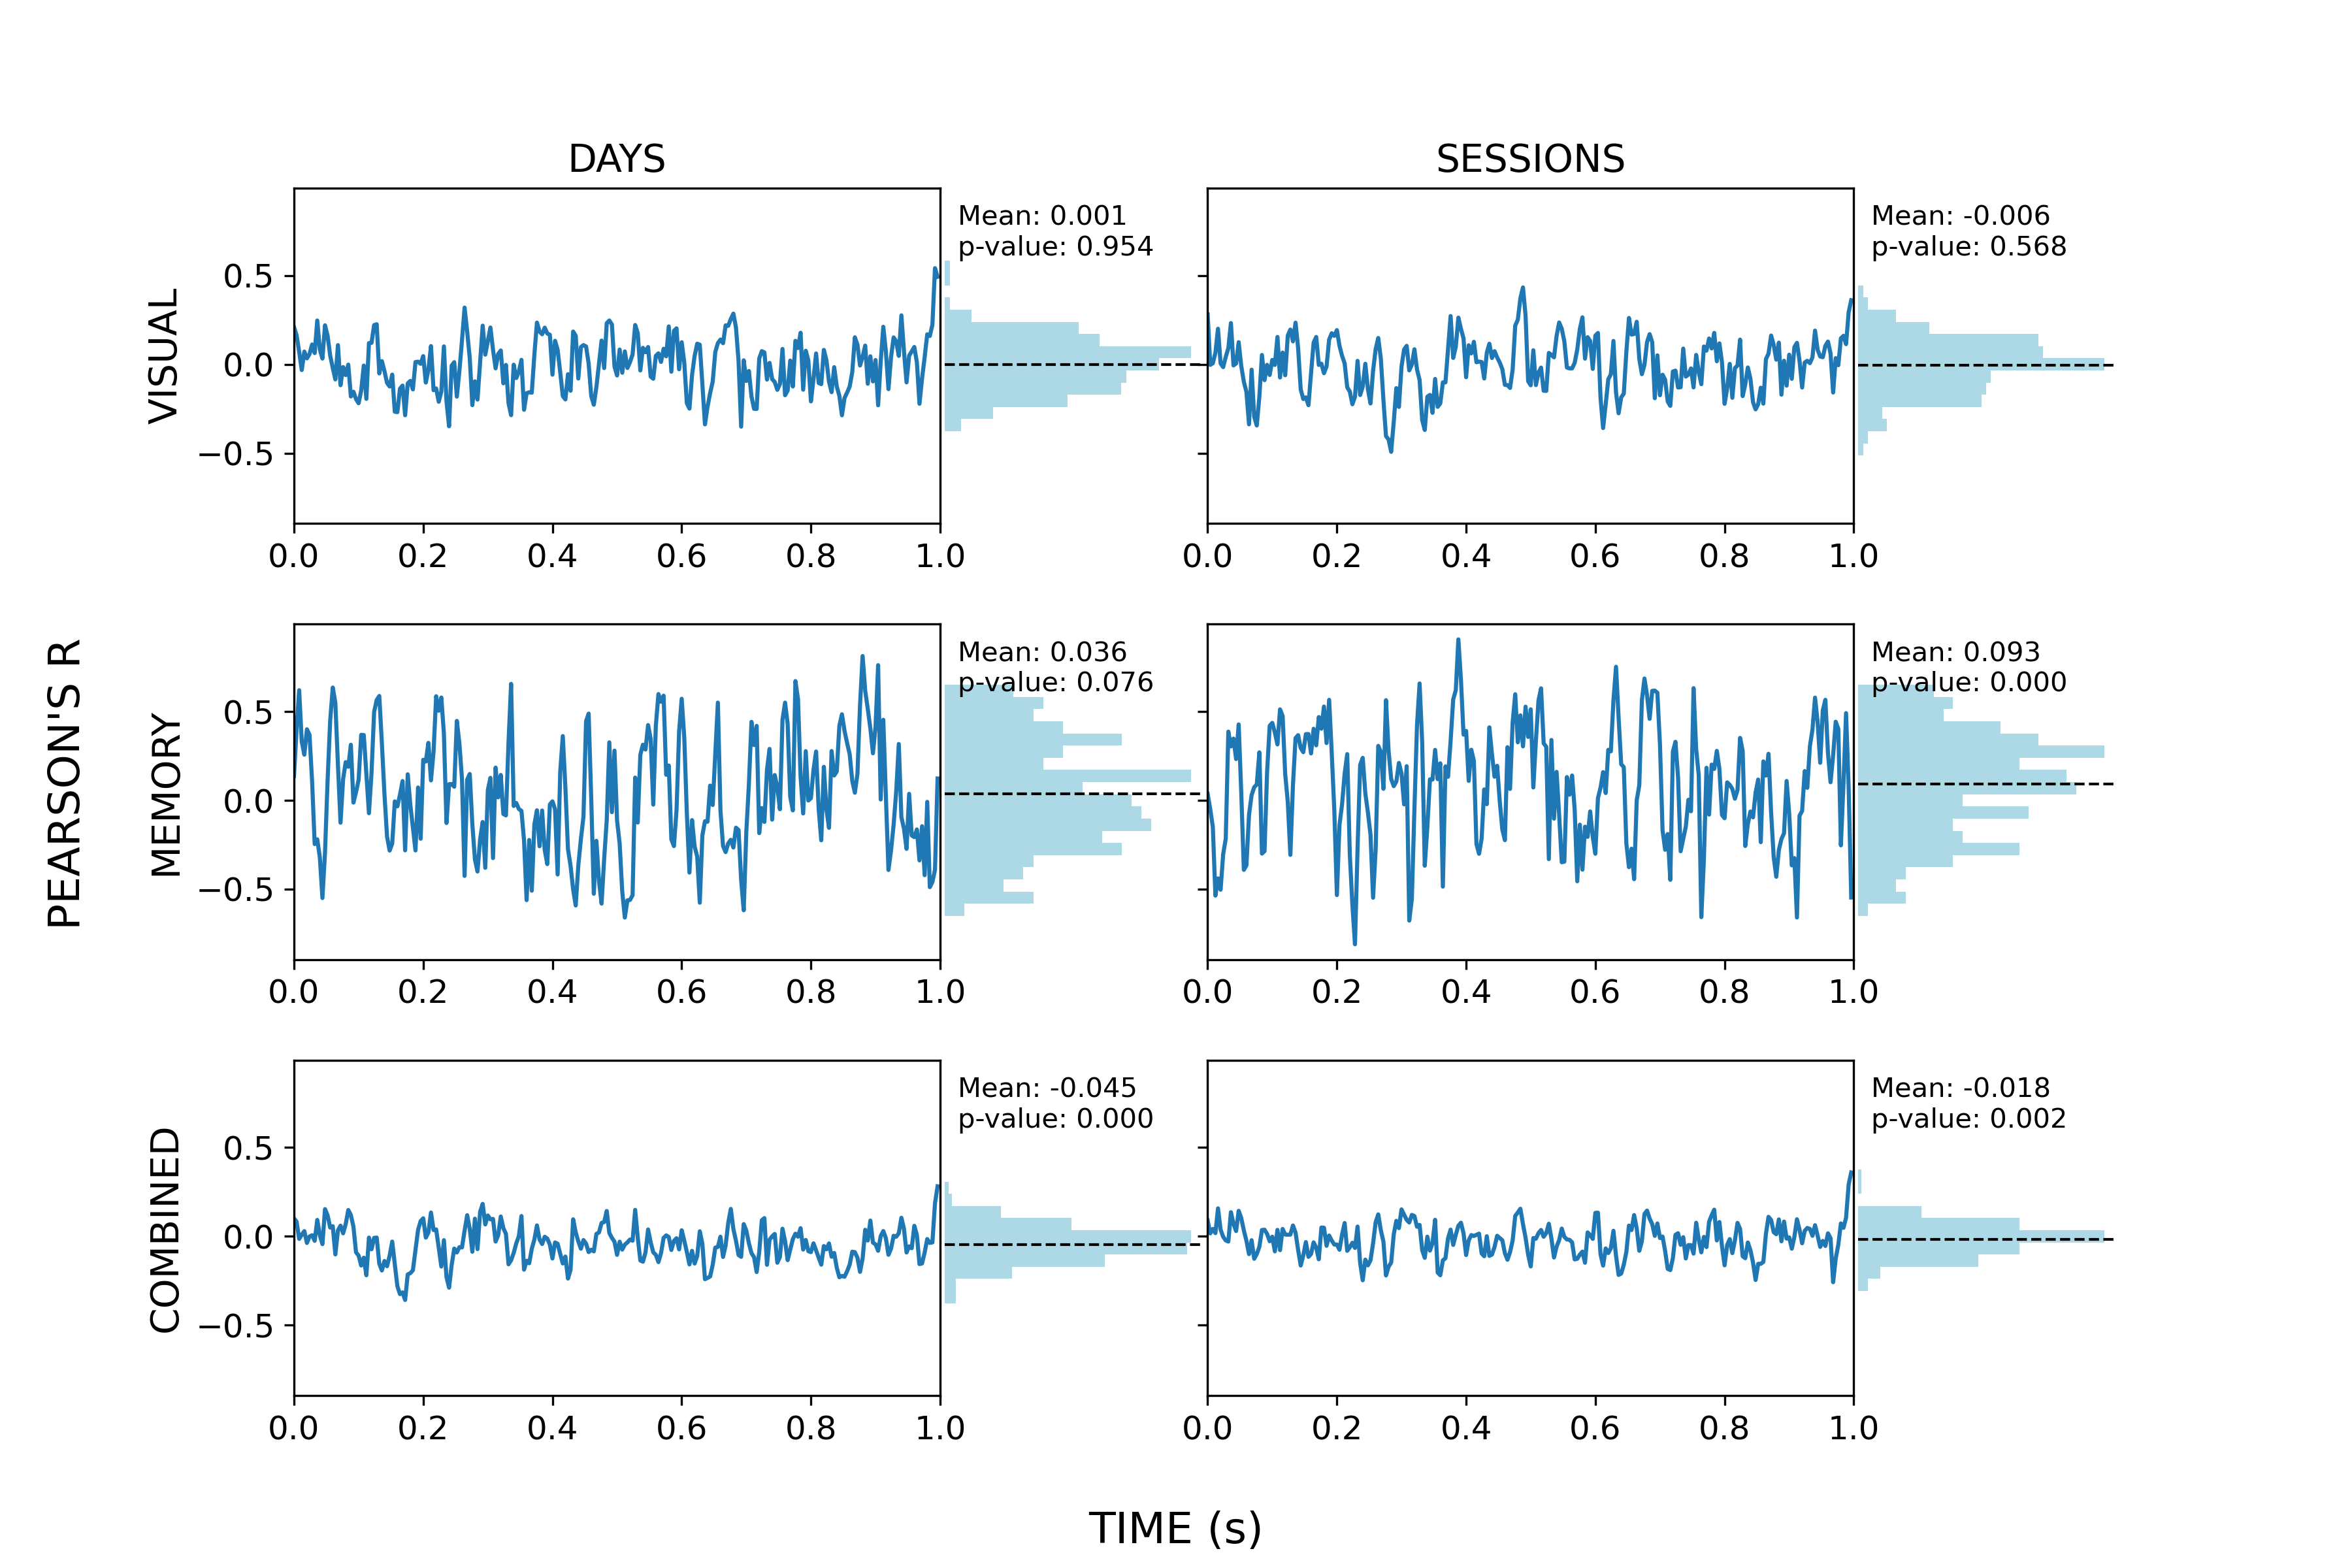 DAYS
SESSIONS
Mean: 0.001
p-value: 0.954
Mean: -0.006
p-value: 0.568
VISUAL
0.5
0.0
−0.5
0.0 0.2 0.4 0.6 0.8 1.0
0.0 0.2 0.4 0.6 0.8 1.0
PEARSON'S R
Mean: 0.036
p-value: 0.076
Mean: 0.093
p-value: 0.000
MEMORY
0.5
0.0
−0.5
0.0 0.2 0.4 0.6 0.8 1.0
0.0 0.2 0.4 0.6 0.8 1.0
Mean: -0.045
p-value: 0.000
Mean: -0.018
p-value: 0.002
COMBINED
0.5
0.0
−0.5
0.0 0.2 0.4 0.6 0.8 1.0
0.0 0.2 0.4 0.6 0.8 1.0
TIME (s)